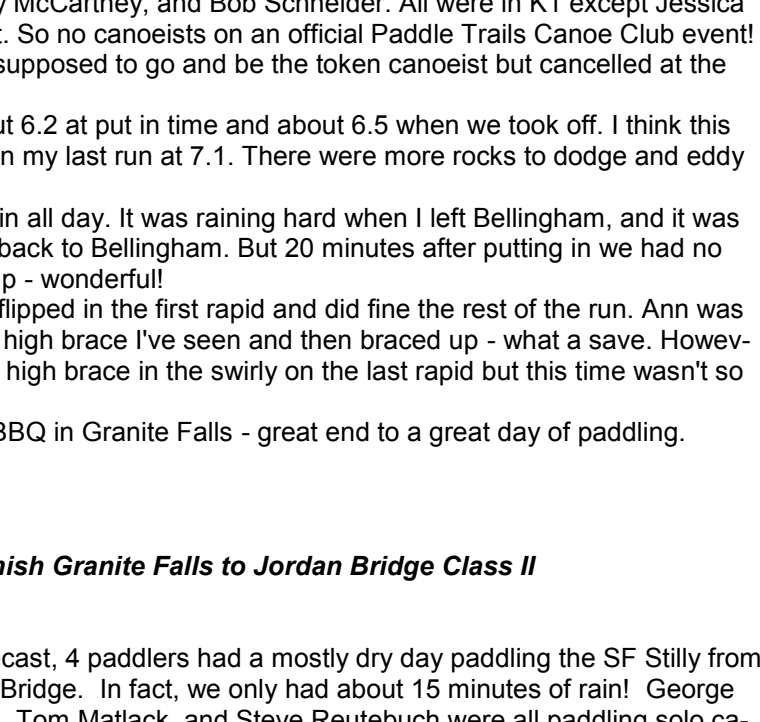 McCartney, and Bob Schneider. All were in K1 except Jessica
. So no canoeists on an official Paddle Trails Canoe Club event!
supposed to go and be the token canoeist but cancelled at the
6.2 at put in time and about 6.5 when we took off. I think this
my last run at 7.1. There were more rocks to dodge and eddy
in all day. It was raining hard when I left Bellingham, and it was
back to Bellingham. But 20 minutes after putting in we had no
- wonderful!
flipped in the first rapid and did fine the rest of the run. Ann was
high brace I've seen and then braced up - what a save. Howev-
high brace in the swirly on the last rapid but this time wasn't so
BBQ in Granite Falls - great end to a great day of paddling.
Granite Falls to Jordan Bridge Class II
, 4 paddlers had a mostly dry day paddling the SF Stilly from
Bridge.  In fact, we only had about 15 minutes of rain!  George
Tom Matlack, and Steve Reutebuch were all paddling solo ca-